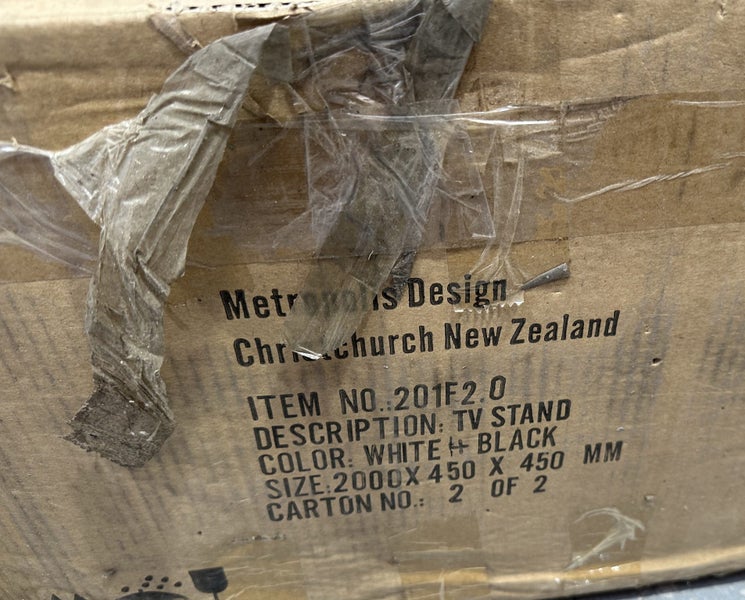 Metropolis Design
Christchurch New Zealand
ITEM NO.:201F2.0
DESCRIPTION: TV STAND
COLOR: WHITE + BLACK
SIZE:2000X 450 X 450 MM
CARTON NO.: 2 OF 2